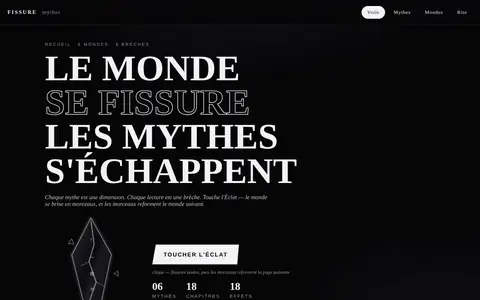 FISSURE mythes
Voile Mythes Mondes Rite
RECUEIL 6 MONDES 6 BRÈCHES
LE MONDE
SE FISSURE
LES MYTHES
S'ÉCHAPPENT
Chaque mythe est une dimension. Chaque lecture est une brèche. Touche l'Éclat — le monde
se brise en morceaux, et les morceaux reforment le monde suivant.
TOUCHER L'ÉCLAT
clique — fissures totales, puis les morceaux reforment la page suivante
06 18 18
MYTHES CHAPITRES EFFETS